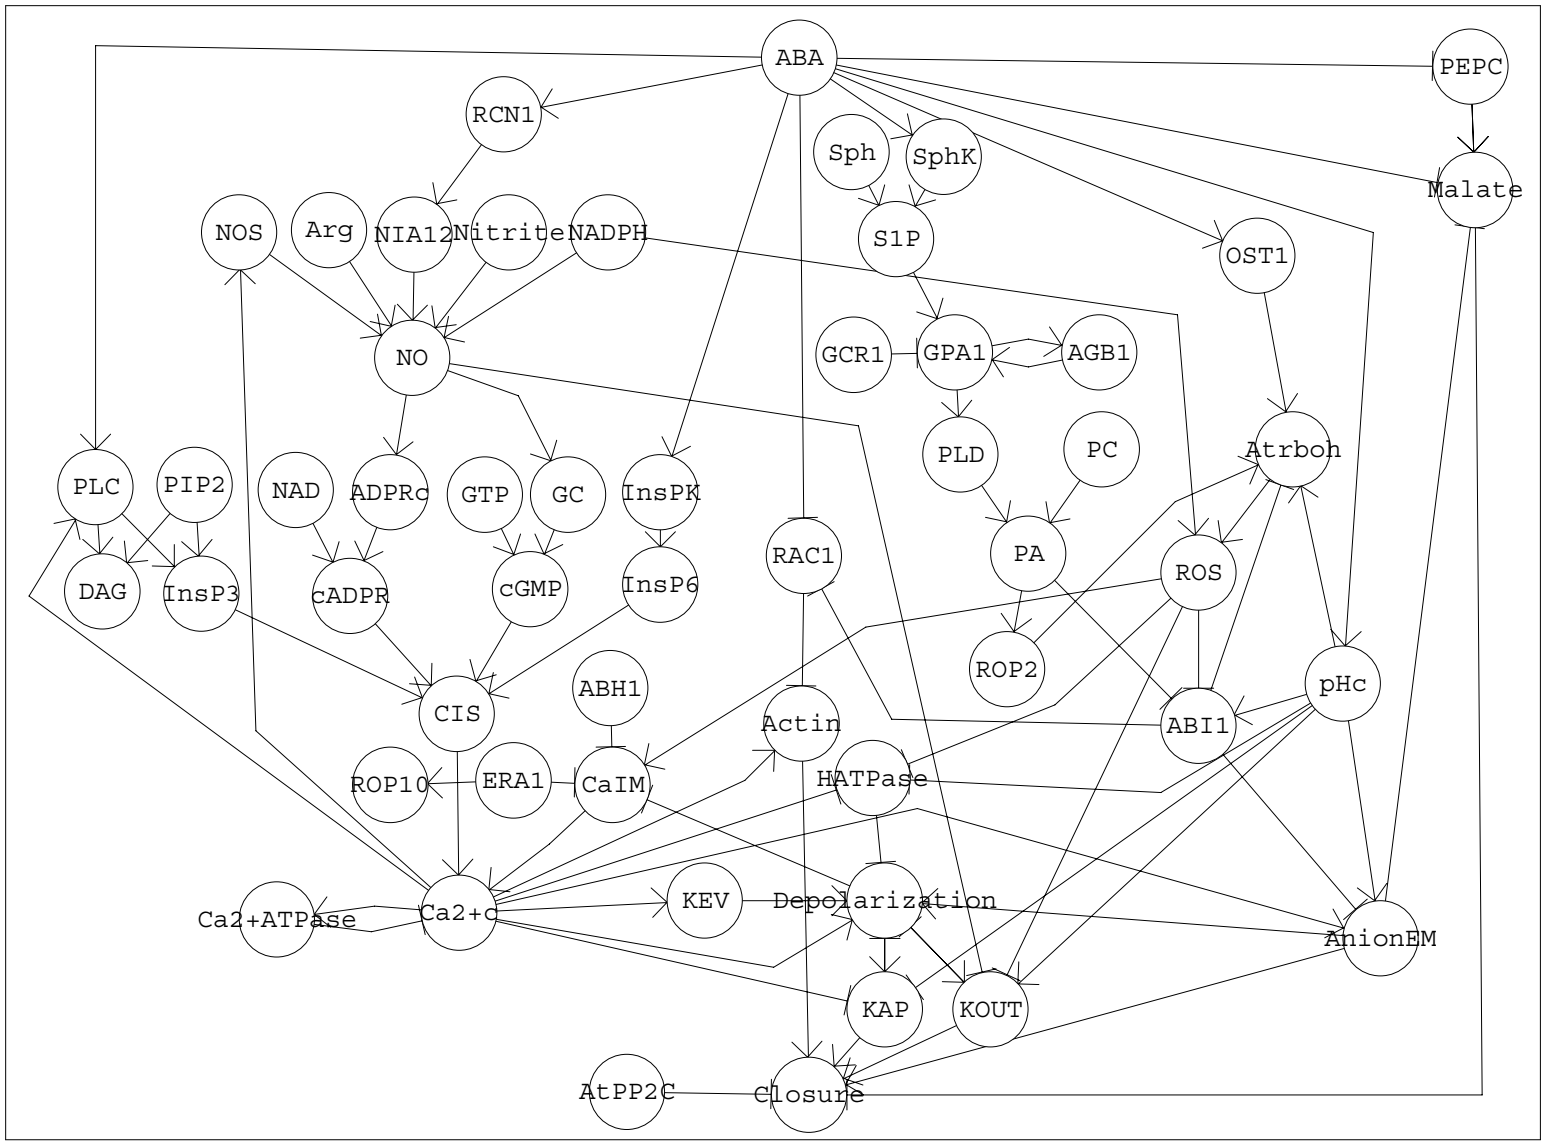 ABA
PEPC
RCN1
Sph
SphK
Malate
NOS
Arg
NIA12
Nitrite
NADPH
S1P
OST1
NO
GCR1
GPA1
AGB1
PLC
PIP2
NAD
ADPRc
GTP
GC
InsPK
PLD
PC
Atrboh
DAG
InsP3
cADPR
cGMP
InsP6
RAC1
PA
ROS
ROP2
pHc
CIS
ABH1
Actin
ABI1
ROP10
ERA1
CaIM
HATPase
Ca2+ATPase
Ca2+c
KEV
Depolarization
AnionEM
KAP
KOUT
AtPP2C
Closure